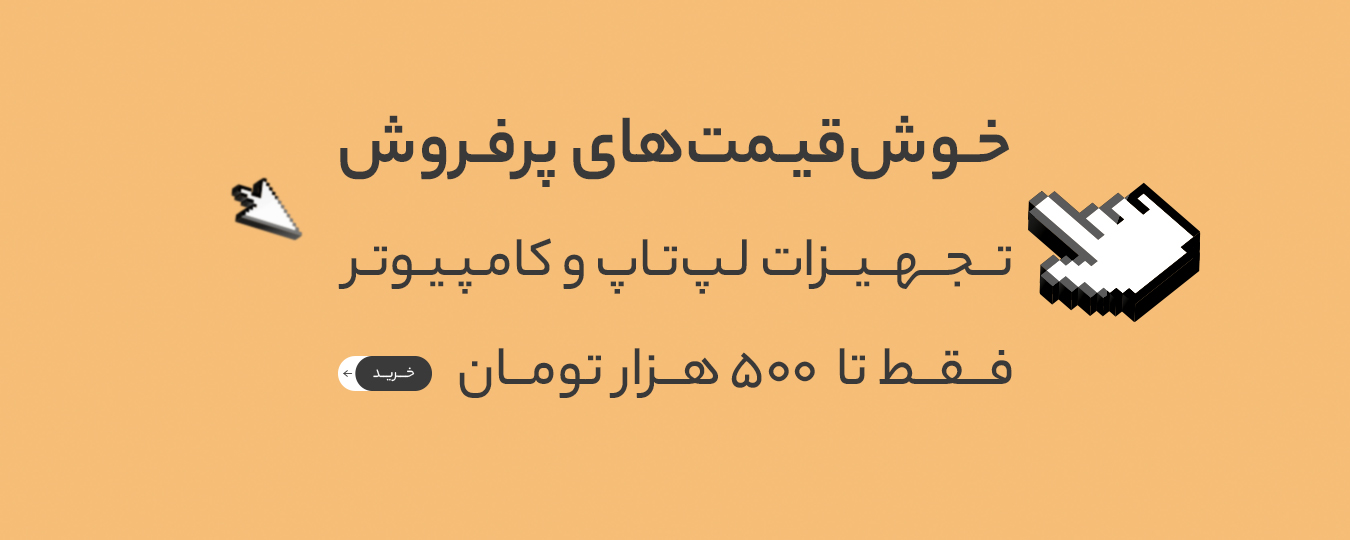 خوش‌قیمت‌های پرفروش
تجهیزات لپ‌تاپ و کامپیوتر
فقط تا ۵۰۰ هزار تومان
خرید ←